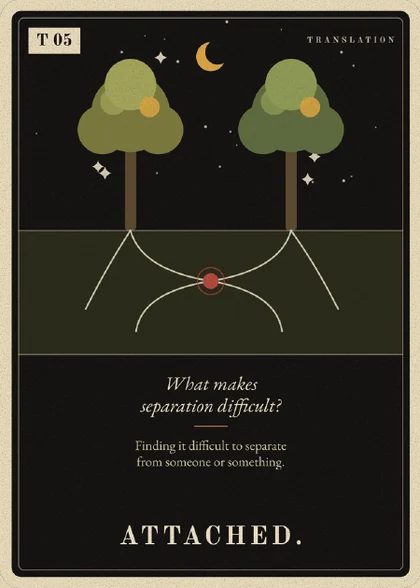 T 05
TRANSLATION
What makes
separation difficult?
Finding it difficult to separate
from someone or something.
ATTACHED.